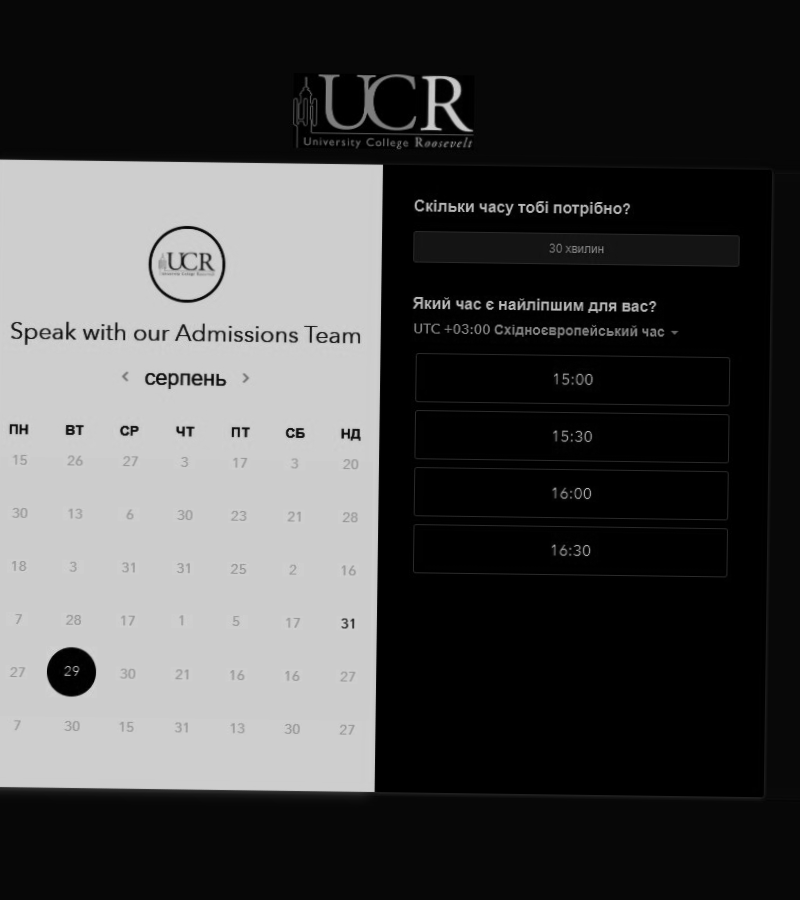 UCR
University College Roosevelt
UCR
University College Roosevelt
Speak with our Admissions Team
серпень
ПН ВТ СР ЧТ ПТ СБ НД
15 26 27 3 17 3 20
30 13 6 30 23 21 28
18 3 31 31 25 2 16
7 28 17 1 5 17 31
27 29 30 21 16 16 27
7 30 15 31 13 30 27
Скільки часу тобі потрібно?
30 хвилин
Який час є найліпшим для вас?
UTC +03:00 Східноєвропейський час
15:00
15:30
16:00
16:30